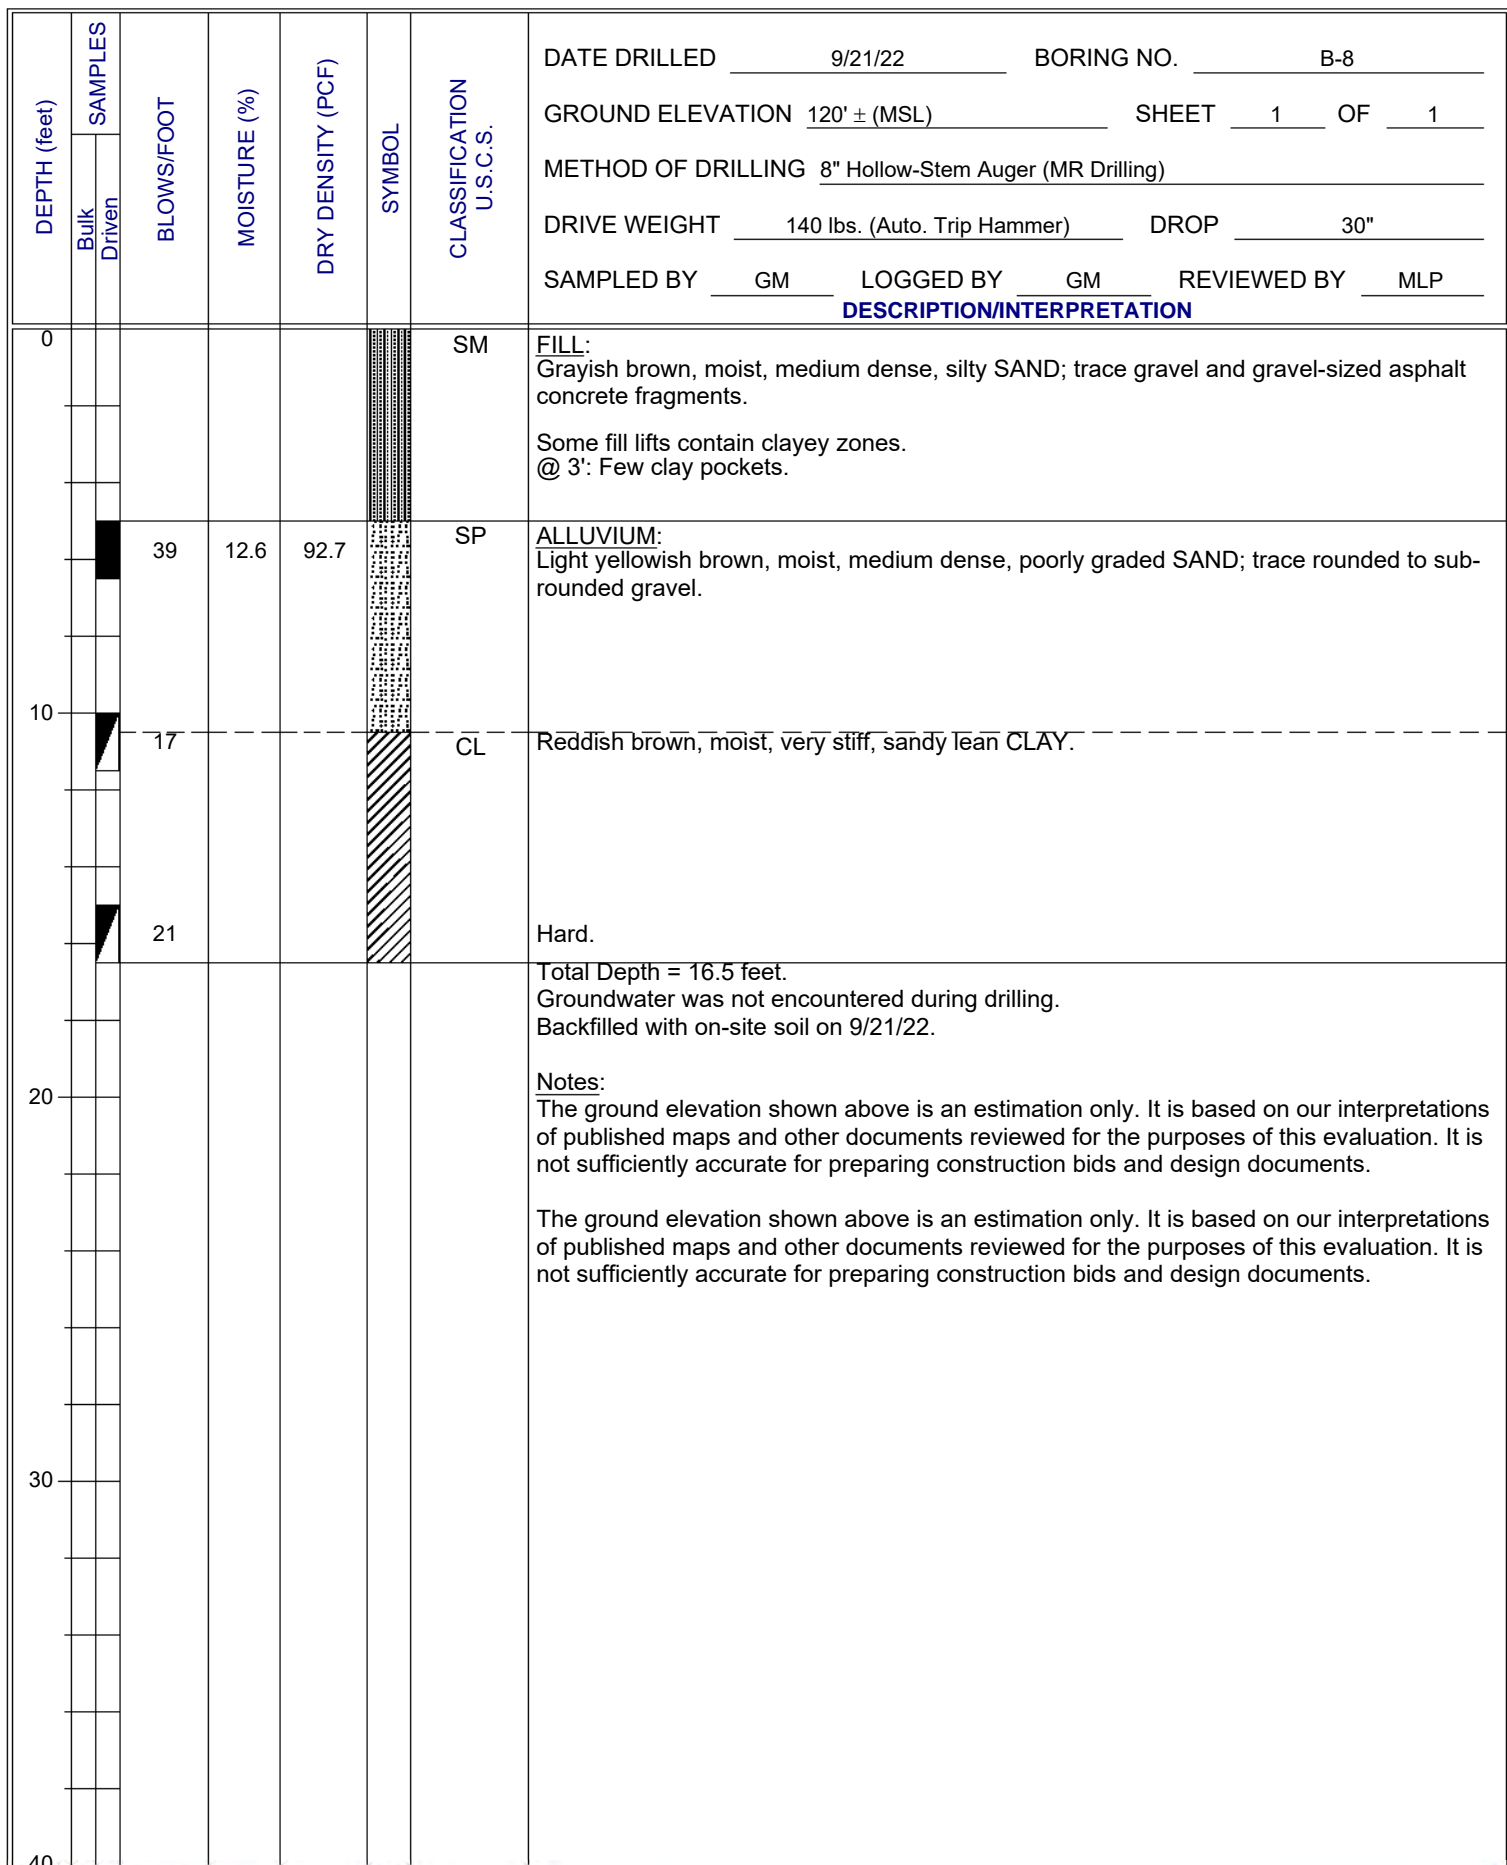 DEPTH (feet)
SAMPLES
Bulk
Driven
BLOWS/FOOT
MOISTURE (%)
DRY DENSITY (PCF)
SYMBOL
CLASSIFICATION
U.S.C.S.
DATE DRILLED 9/21/22 BORING NO. B-8
GROUND ELEVATION 120' ± (MSL) SHEET 1 OF 1
METHOD OF DRILLING 8" Hollow-Stem Auger (MR Drilling)
DRIVE WEIGHT 140 lbs. (Auto. Trip Hammer) DROP 30"
SAMPLED BY GM LOGGED BY GM REVIEWED BY MLP
DESCRIPTION/INTERPRETATION
0 SM FILL:
Grayish brown, moist, medium dense, silty SAND; trace gravel and gravel-sized asphalt
concrete fragments.
Some fill lifts contain clayey zones.
@ 3': Few clay pockets.
SP ALLUVIUM:
39 12.6 92.7 Light yellowish brown, moist, medium dense, poorly graded SAND; trace rounded to sub-
rounded gravel.
10
17 CL Reddish brown, moist, very stiff, sandy lean CLAY.
21 Hard.
Total Depth = 16.5 feet.
Groundwater was not encountered during drilling.
Backfilled with on-site soil on 9/21/22.
Notes:
20
The ground elevation shown above is an estimation only. It is based on our interpretations
of published maps and other documents reviewed for the purposes of this evaluation. It is
not sufficiently accurate for preparing construction bids and design documents.
The ground elevation shown above is an estimation only. It is based on our interpretations
of published maps and other documents reviewed for the purposes of this evaluation. It is
not sufficiently accurate for preparing construction bids and design documents.
30
40